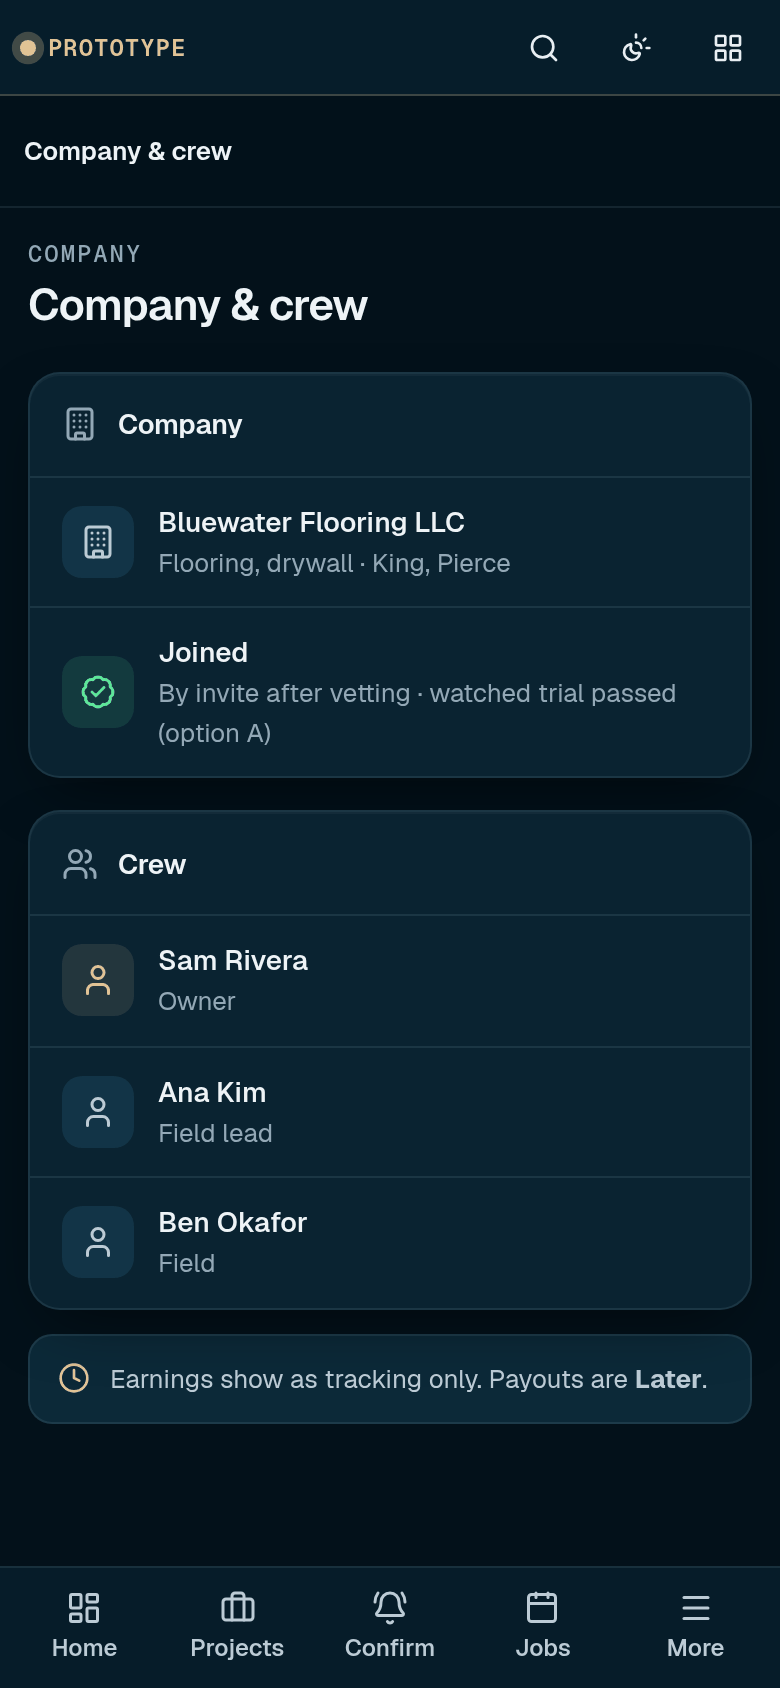 PROTOTYPE
Company & crew
COMPANY
Company & crew
Company
Bluewater Flooring LLC
Flooring, drywall · King, Pierce
Joined
By invite after vetting · watched trial passed
(option A)
Crew
Sam Rivera
Owner
Ana Kim
Field lead
Ben Okafor
Field
Earnings show as tracking only. Payouts are Later.
Home
Projects
Confirm
Jobs
More